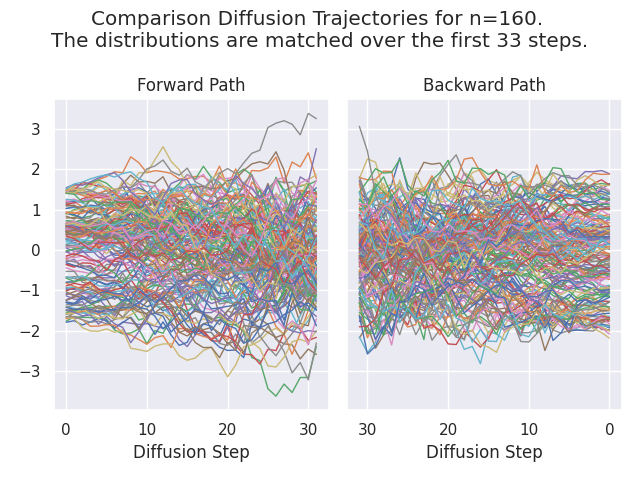 Comparison Diffusion Trajectories for n=160.
The distributions are matched over the first 33 steps.
Forward Path
Backward Path
3
2
1
0
−1
−2
−3
0 10 20 30
30 20 10 0
Diffusion Step
Diffusion Step